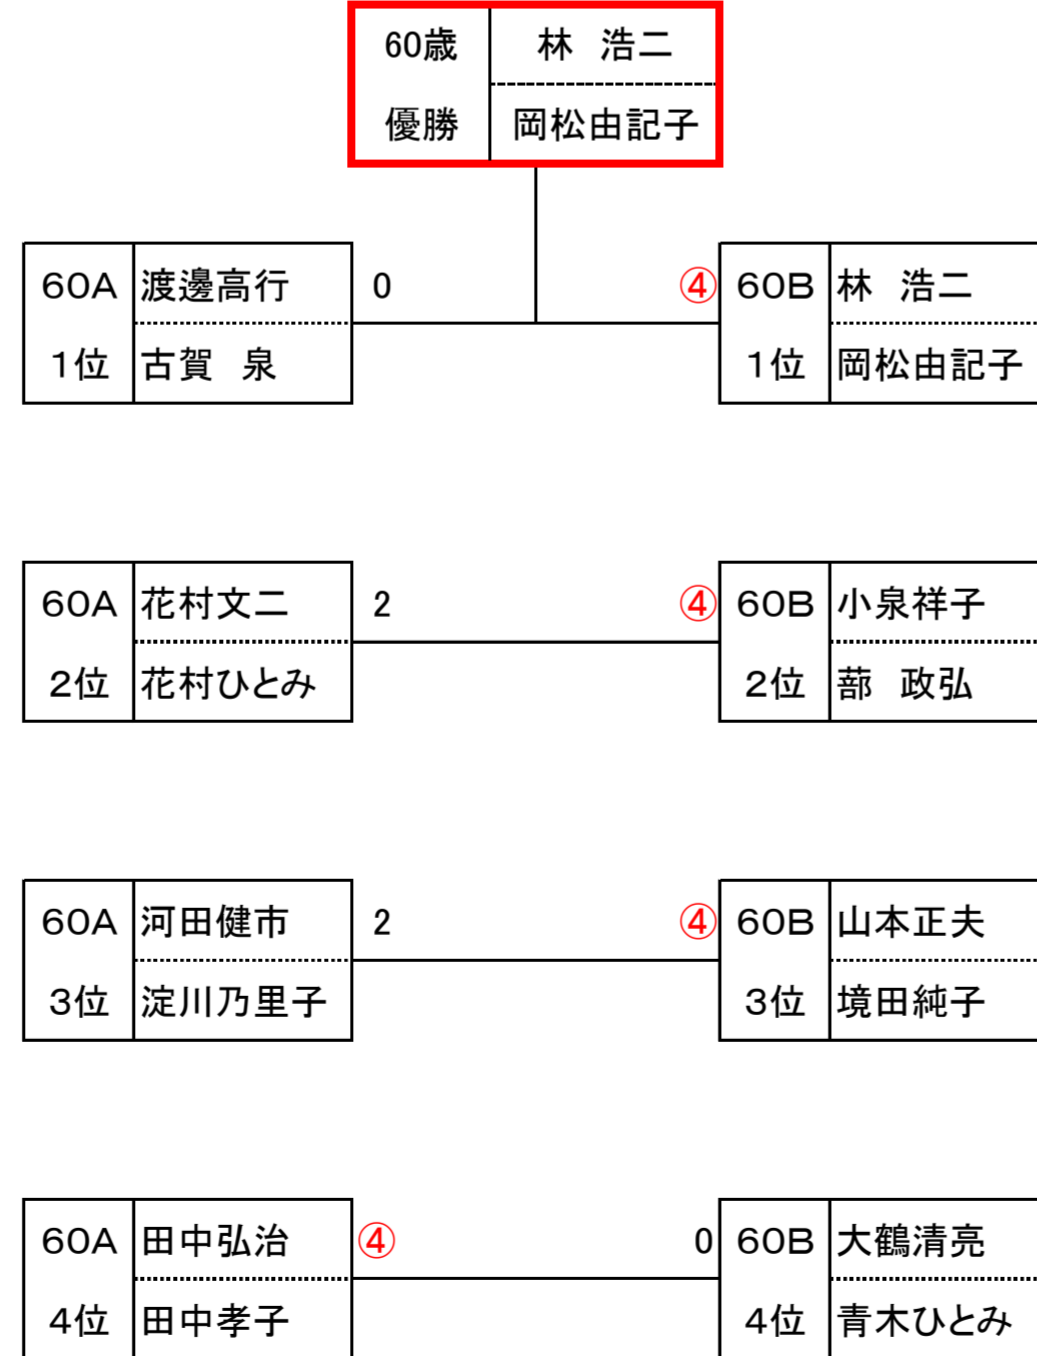 60歳 林 浩二
優勝 岡松由記子
60A 渡邊高行 0 ④ 60B 林 浩二
1位 古賀 泉 1位 岡松由記子
60A 花村文二 2 ④ 60B 小泉祥子
2位 花村ひとみ 2位 蔀 政弘
60A 河田健市 2 ④ 60B 山本正夫
3位 淀川乃里子 3位 境田純子
60A 田中弘治 ④ 0 60B 大鶴清亮
4位 田中孝子 4位 青木ひとみ